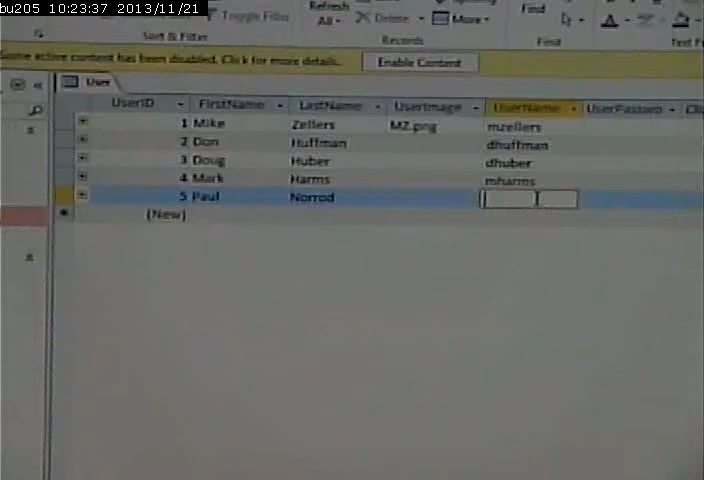 bu205 10:23:37 2013/11/21
Toggle Filter
Refresh
All
Delete
More
Find
Sort & Filter
Records
Find
Some active content has been disabled. Click for more details.
Enable Content
User
UserID FirstName LastName UserImage UserName
1 Mike Zellers MZ.png mzellers
2 Don Huffman dhuffman
3 Doug Huber dhuber
4 Mark Harms mharms
5 Paul Norrod
(New)